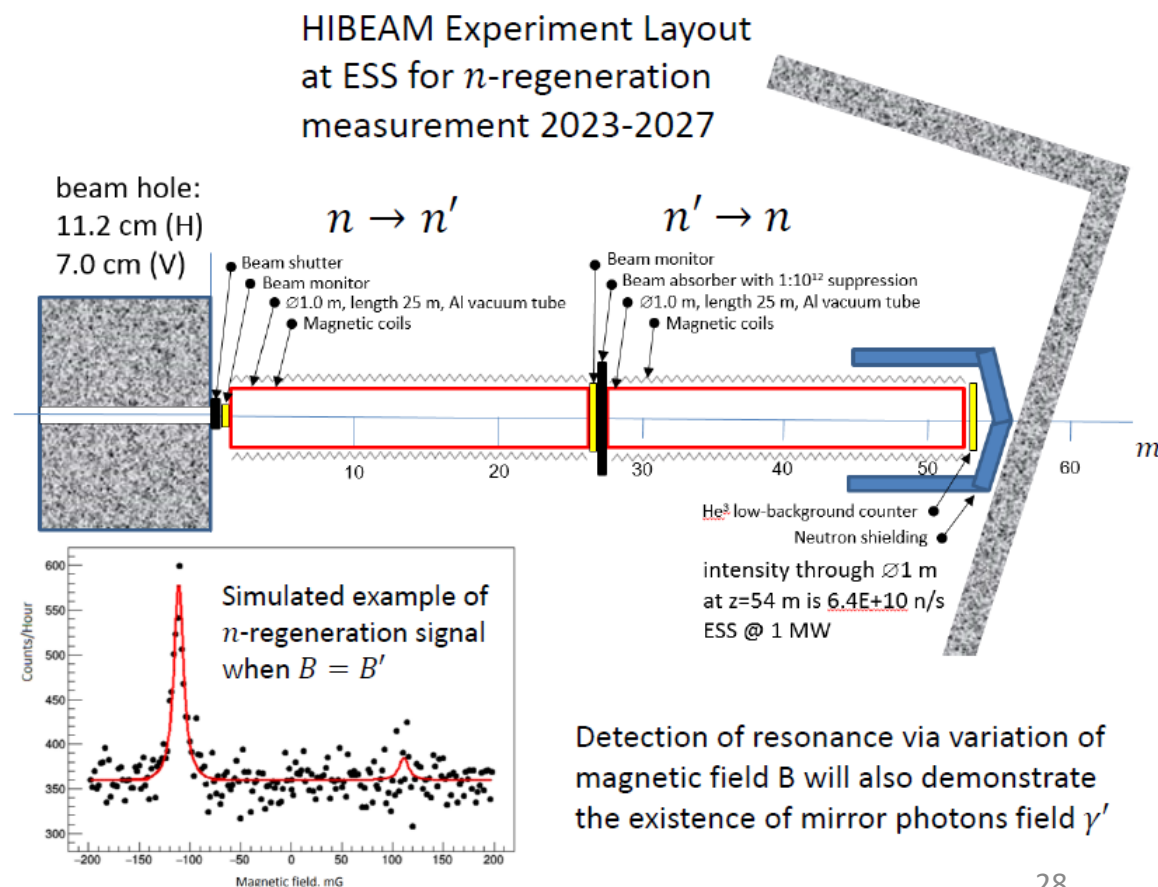 HIBEAM Experiment Layout
at ESS for n-regeneration
measurement 2023-2027
beam hole:
11.2 cm (H)
7.0 cm (V)
n → n′
n′ → n
Beam shutter
Beam monitor
∅1.0 m, length 25 m, Al vacuum tube
Magnetic coils
Beam monitor
Beam absorber with 1:10¹² suppression
∅1.0 m, length 25 m, Al vacuum tube
Magnetic coils
10 20 30 40 50 60 m
He³ low-background counter
Neutron shielding
intensity through ∅1 m
at z=54 m is 6.4E+10 n/s
ESS @ 1 MW
Counts/Hour
600
550
500
450
400
350
300
Simulated example of
n-regeneration signal
when B = B′
−200 −150 −100 −50 0 50 100 150 200
Magnetic field, mG
Detection of resonance via variation of
magnetic field B will also demonstrate
the existence of mirror photons field γ′
28